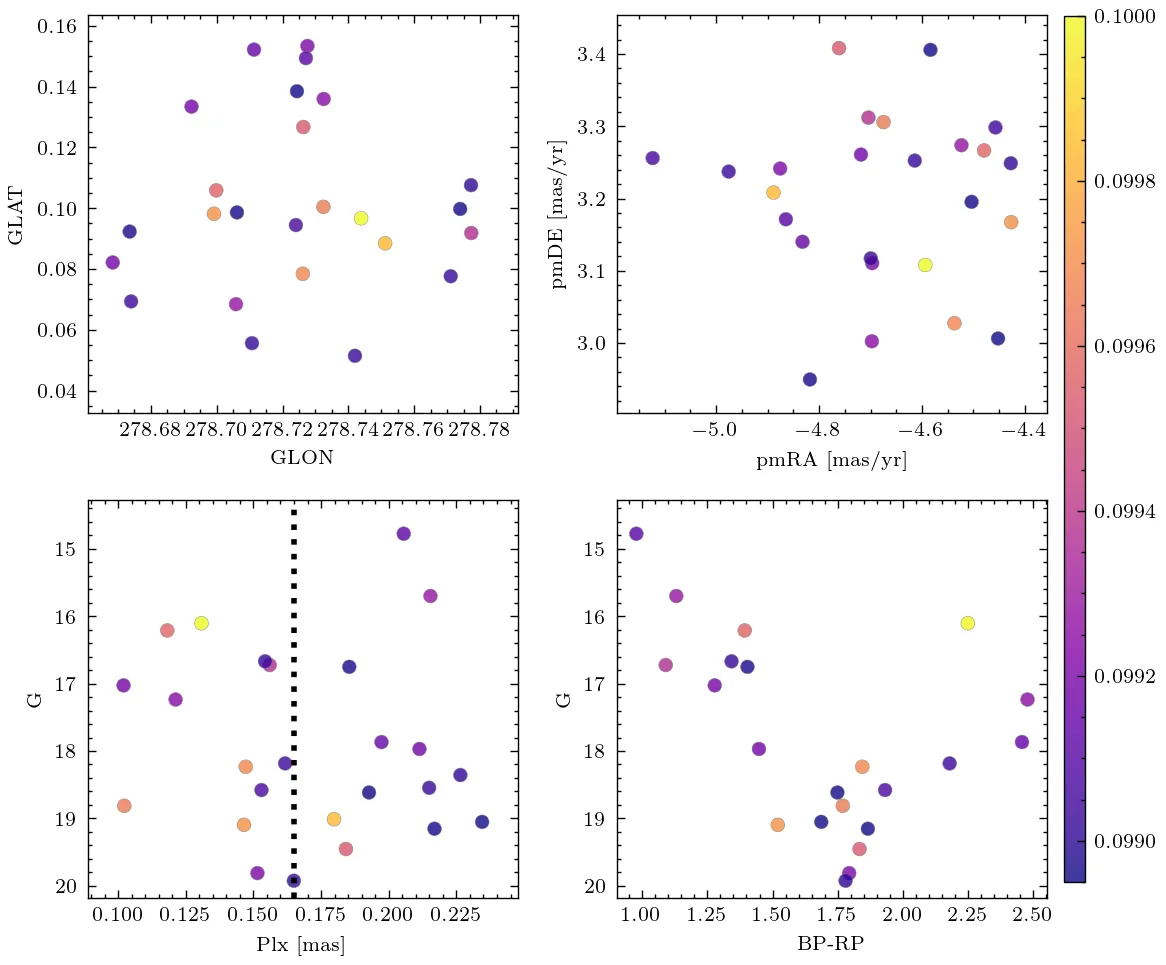 0.16
0.14
0.12
0.10
0.08
0.06
0.04
GLAT
278.68 278.70 278.72 278.74 278.76 278.78
GLON
3.4
3.3
3.2
3.1
3.0
pmDE [mas/yr]
−5.0 −4.8 −4.6 −4.4
pmRA [mas/yr]
0.1000
0.0998
0.0996
0.0994
0.0992
0.0990
15
16
17
18
19
20
G
0.100 0.125 0.150 0.175 0.200 0.225
Plx [mas]
15
16
17
18
19
20
G
1.00 1.25 1.50 1.75 2.00 2.25 2.50
BP-RP